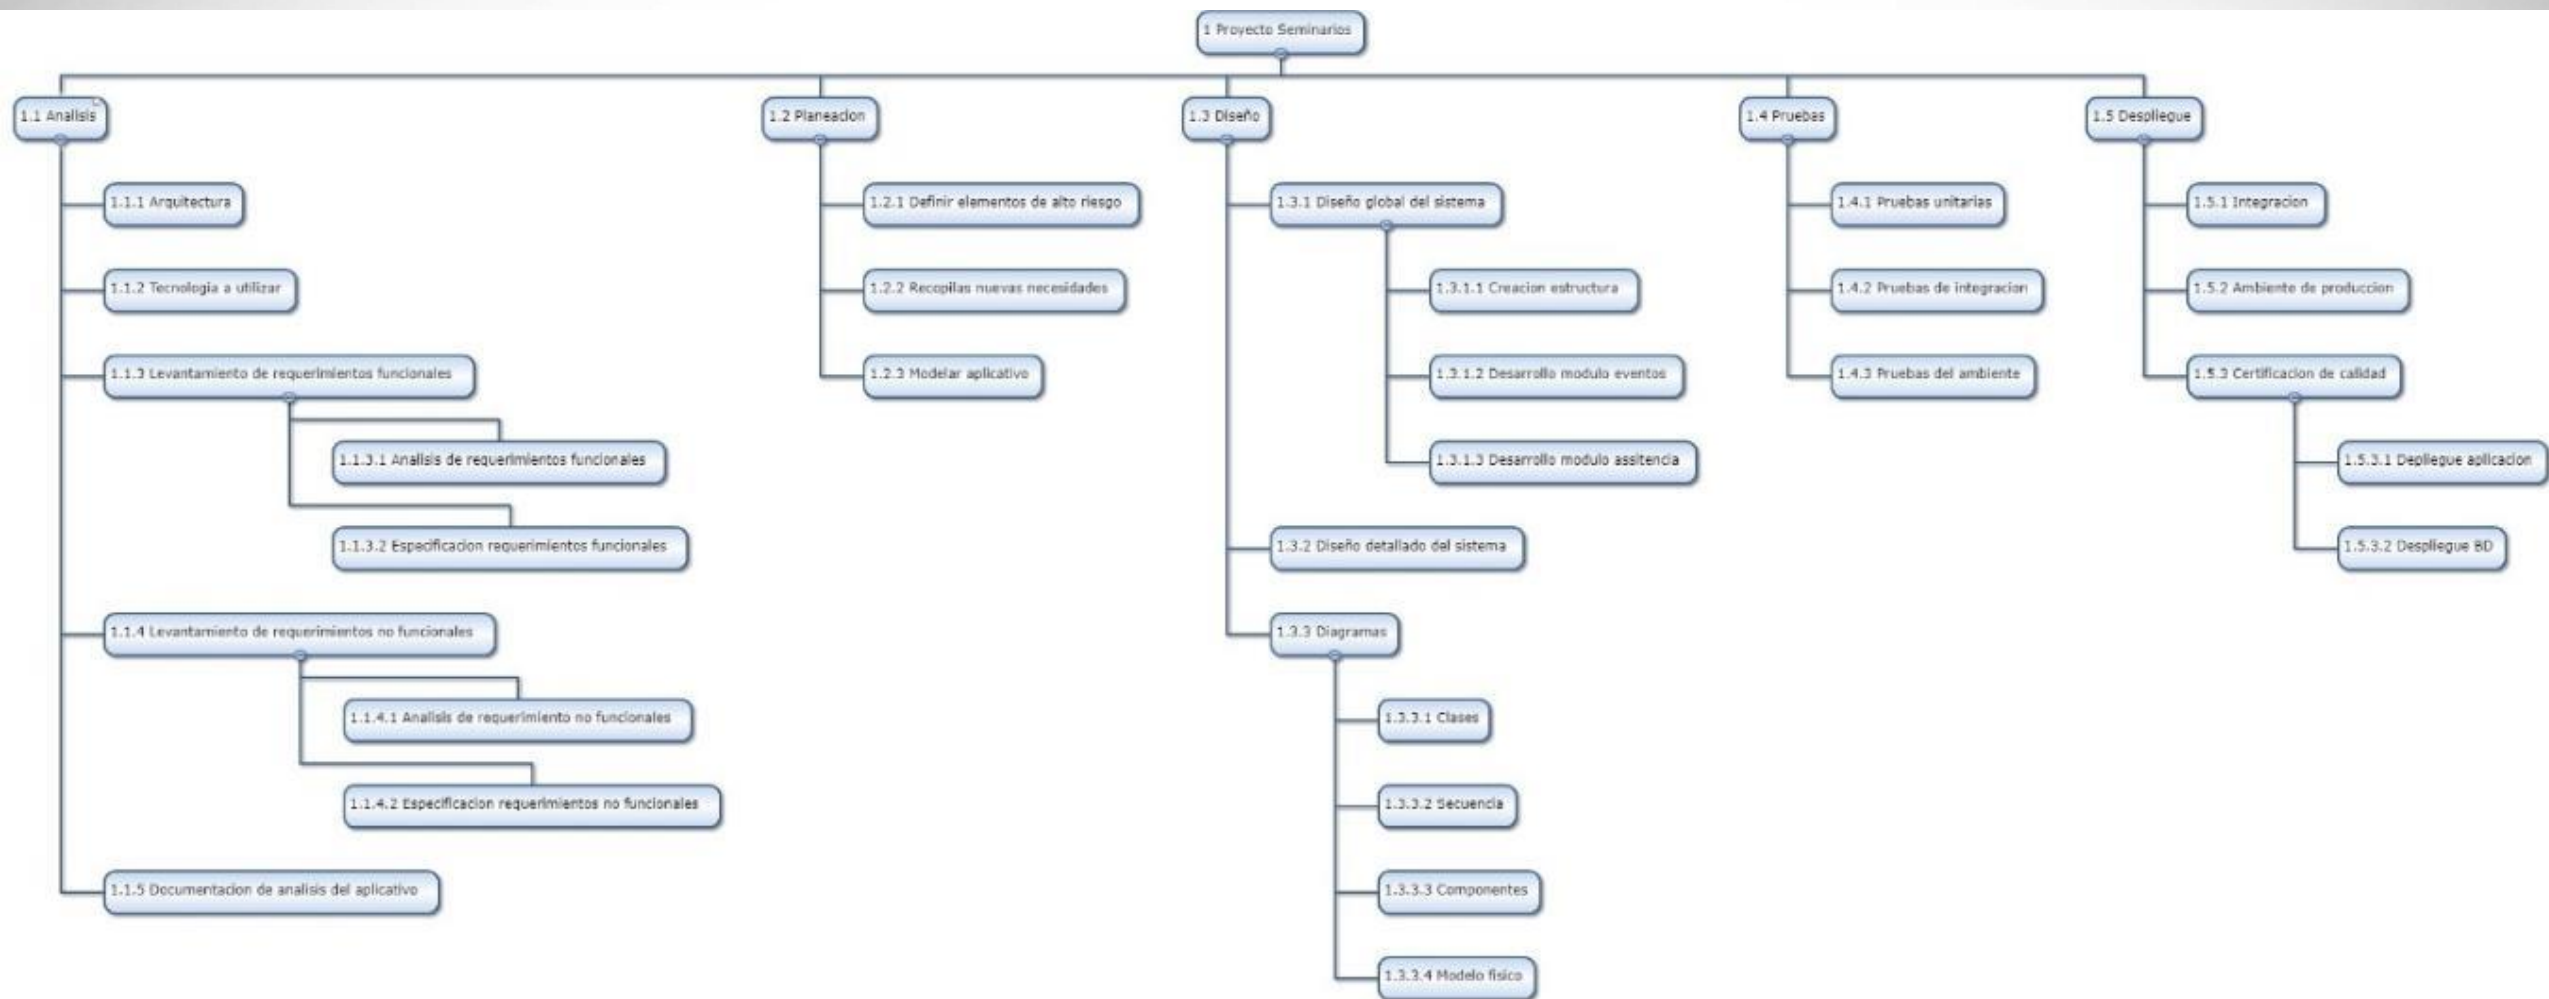 1 Proyecto Seminarios
1.1 Analisis
1.1.1 Arquitectura
1.1.2 Tecnologia a utilizar
1.1.3 Levantamiento de requerimientos funcionales
1.1.3.1 Analisis de requerimientos funcionales
1.1.3.2 Especificacion requerimientos funcionales
1.1.4 Levantamiento de requerimientos no funcionales
1.1.4.1 Analisis de requerimiento no funcionales
1.1.4.2 Especificacion requerimientos no funcionales
1.1.5 Documentacion de analisis del aplicativo
1.2 Planeacion
1.2.1 Definir elementos de alto riesgo
1.2.2 Recopilas nuevas necesidades
1.2.3 Modelar aplicativo
1.3 Diseño
1.3.1 Diseño global del sistema
1.3.1.1 Creacion estructura
1.3.1.2 Desarrollo modulo eventos
1.3.1.3 Desarrollo modulo assitencia
1.3.2 Diseño detallado del sistema
1.3.3 Diagramas
1.3.3.1 Clases
1.3.3.2 Secuencia
1.3.3.3 Componentes
1.3.3.4 Modelo fisico
1.4 Pruebas
1.4.1 Pruebas unitarias
1.4.2 Pruebas de integracion
1.4.3 Pruebas del ambiente
1.5 Despliegue
1.5.1 Integracion
1.5.2 Ambiente de produccion
1.5.3 Certificacion de calidad
1.5.3.1 Depliegue aplicacion
1.5.3.2 Despliegue BD